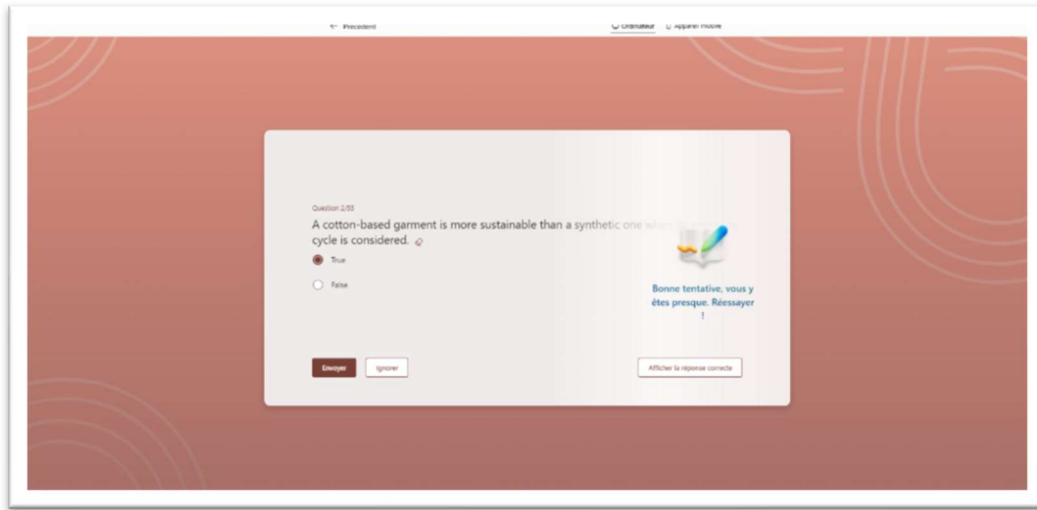 ← Précédent
Ordinateur Appareil mobile
Question 2/33
A cotton-based garment is more sustainable than a synthetic one
cycle is considered.
True
False
Bonne tentative, vous y
êtes presque. Réessayer
!
Envoyer
Ignorer
Afficher la réponse correcte